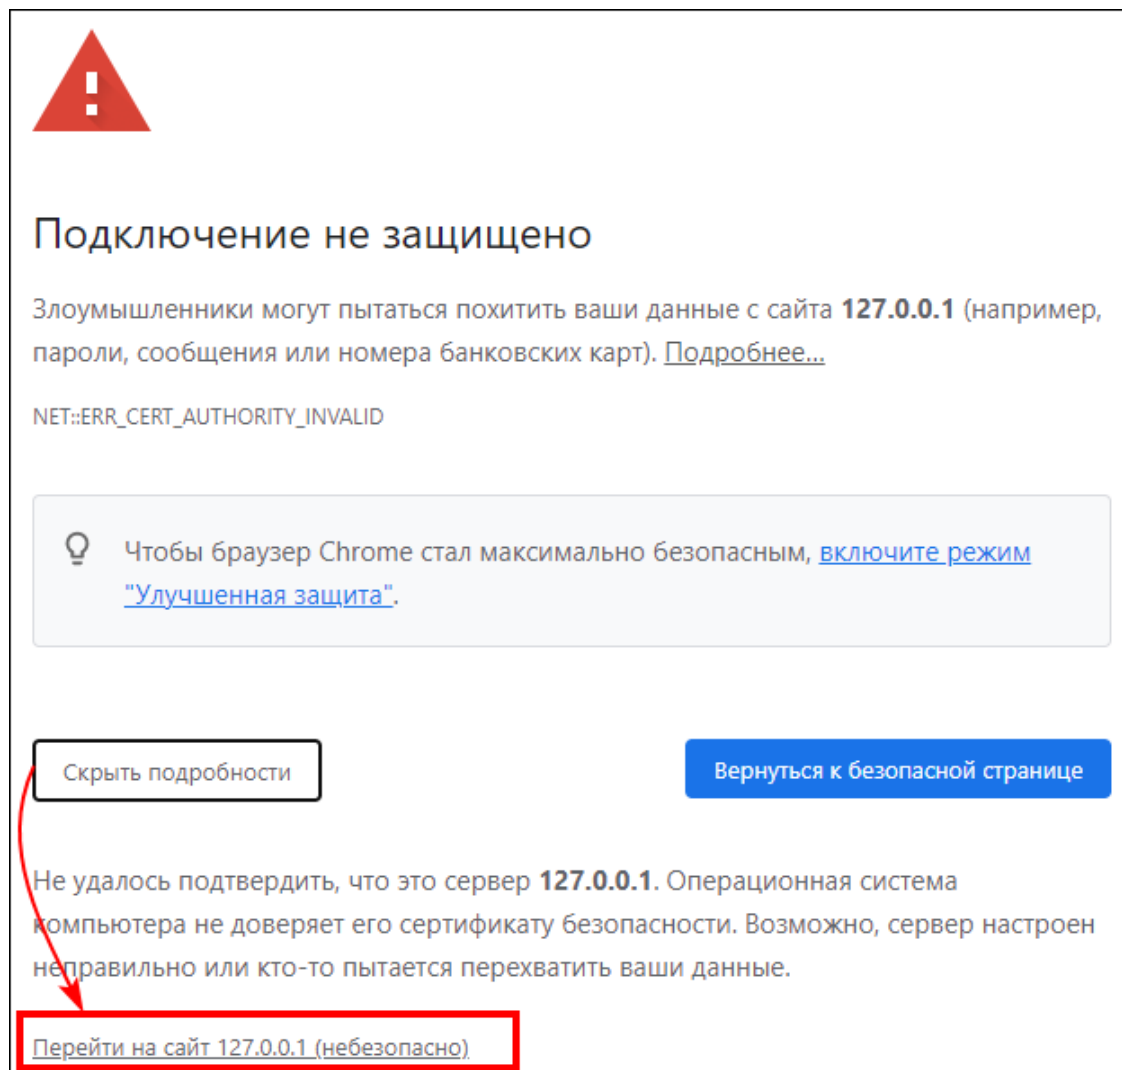 Подключение не защищено
Злоумышленники могут пытаться похитить ваши данные с сайта 127.0.0.1 (например,
пароли, сообщения или номера банковских карт). Подробнее...
NET::ERR_CERT_AUTHORITY_INVALID
Чтобы браузер Chrome стал максимально безопасным, включите режим
"Улучшенная защита".
Скрыть подробности
Вернуться к безопасной странице
Не удалось подтвердить, что это сервер 127.0.0.1. Операционная система
компьютера не доверяет его сертификату безопасности. Возможно, сервер настроен
неправильно или кто-то пытается перехватить ваши данные.
Перейти на сайт 127.0.0.1 (небезопасно)